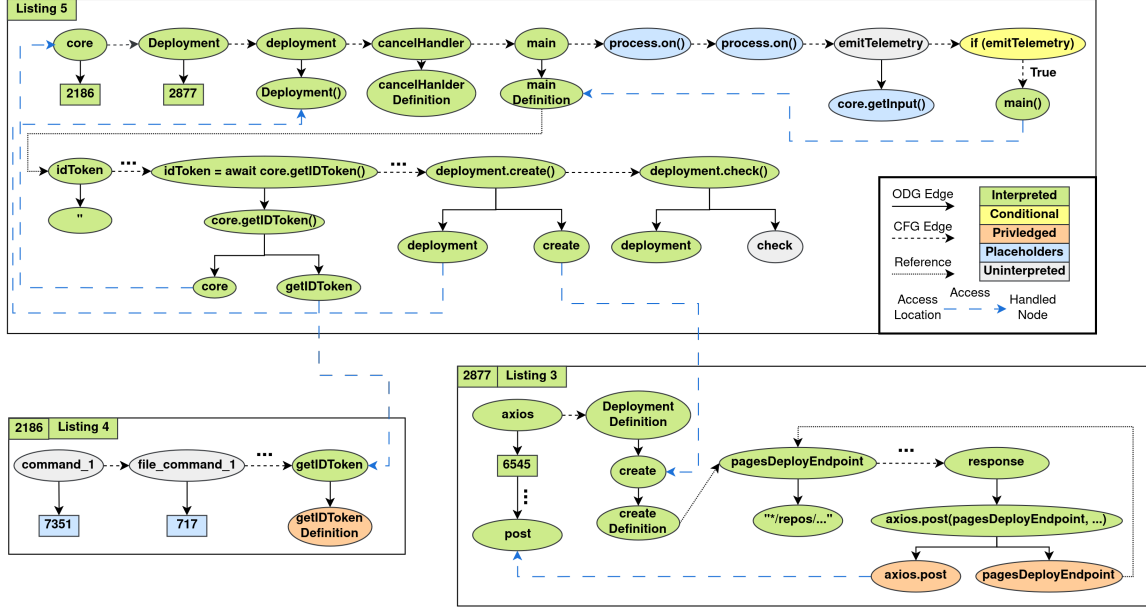 Listing 5
core
Deployment
deployment
cancelHandler
main
process.on()
process.on()
emitTelemetry
if (emitTelemetry)
True
2186
2877
Deployment()
cancelHanlder
Definition
main
Definition
core.getInput()
main()
idToken
...
idToken = await core.getIDToken()
...
deployment.create()
deployment.check()
"
core.getIDToken()
deployment
create
deployment
check
core
getIDToken
ODG Edge
CFG Edge
Reference
Access
Access
Location
Handled
Node
Interpreted
Conditional
Priviledged
Placeholders
Uninterpreted
2186
Listing 4
command_1
file_command_1
...
getIDToken
7351
717
getIDToken
Definition
2877
Listing 3
axios
Deployment
Definition
6545
...
post
create
create
Definition
pagesDeployEndpoint
...
response
"*/repos/..."
axios.post(pagesDeployEndpoint, ...)
axios.post
pagesDeployEndpoint